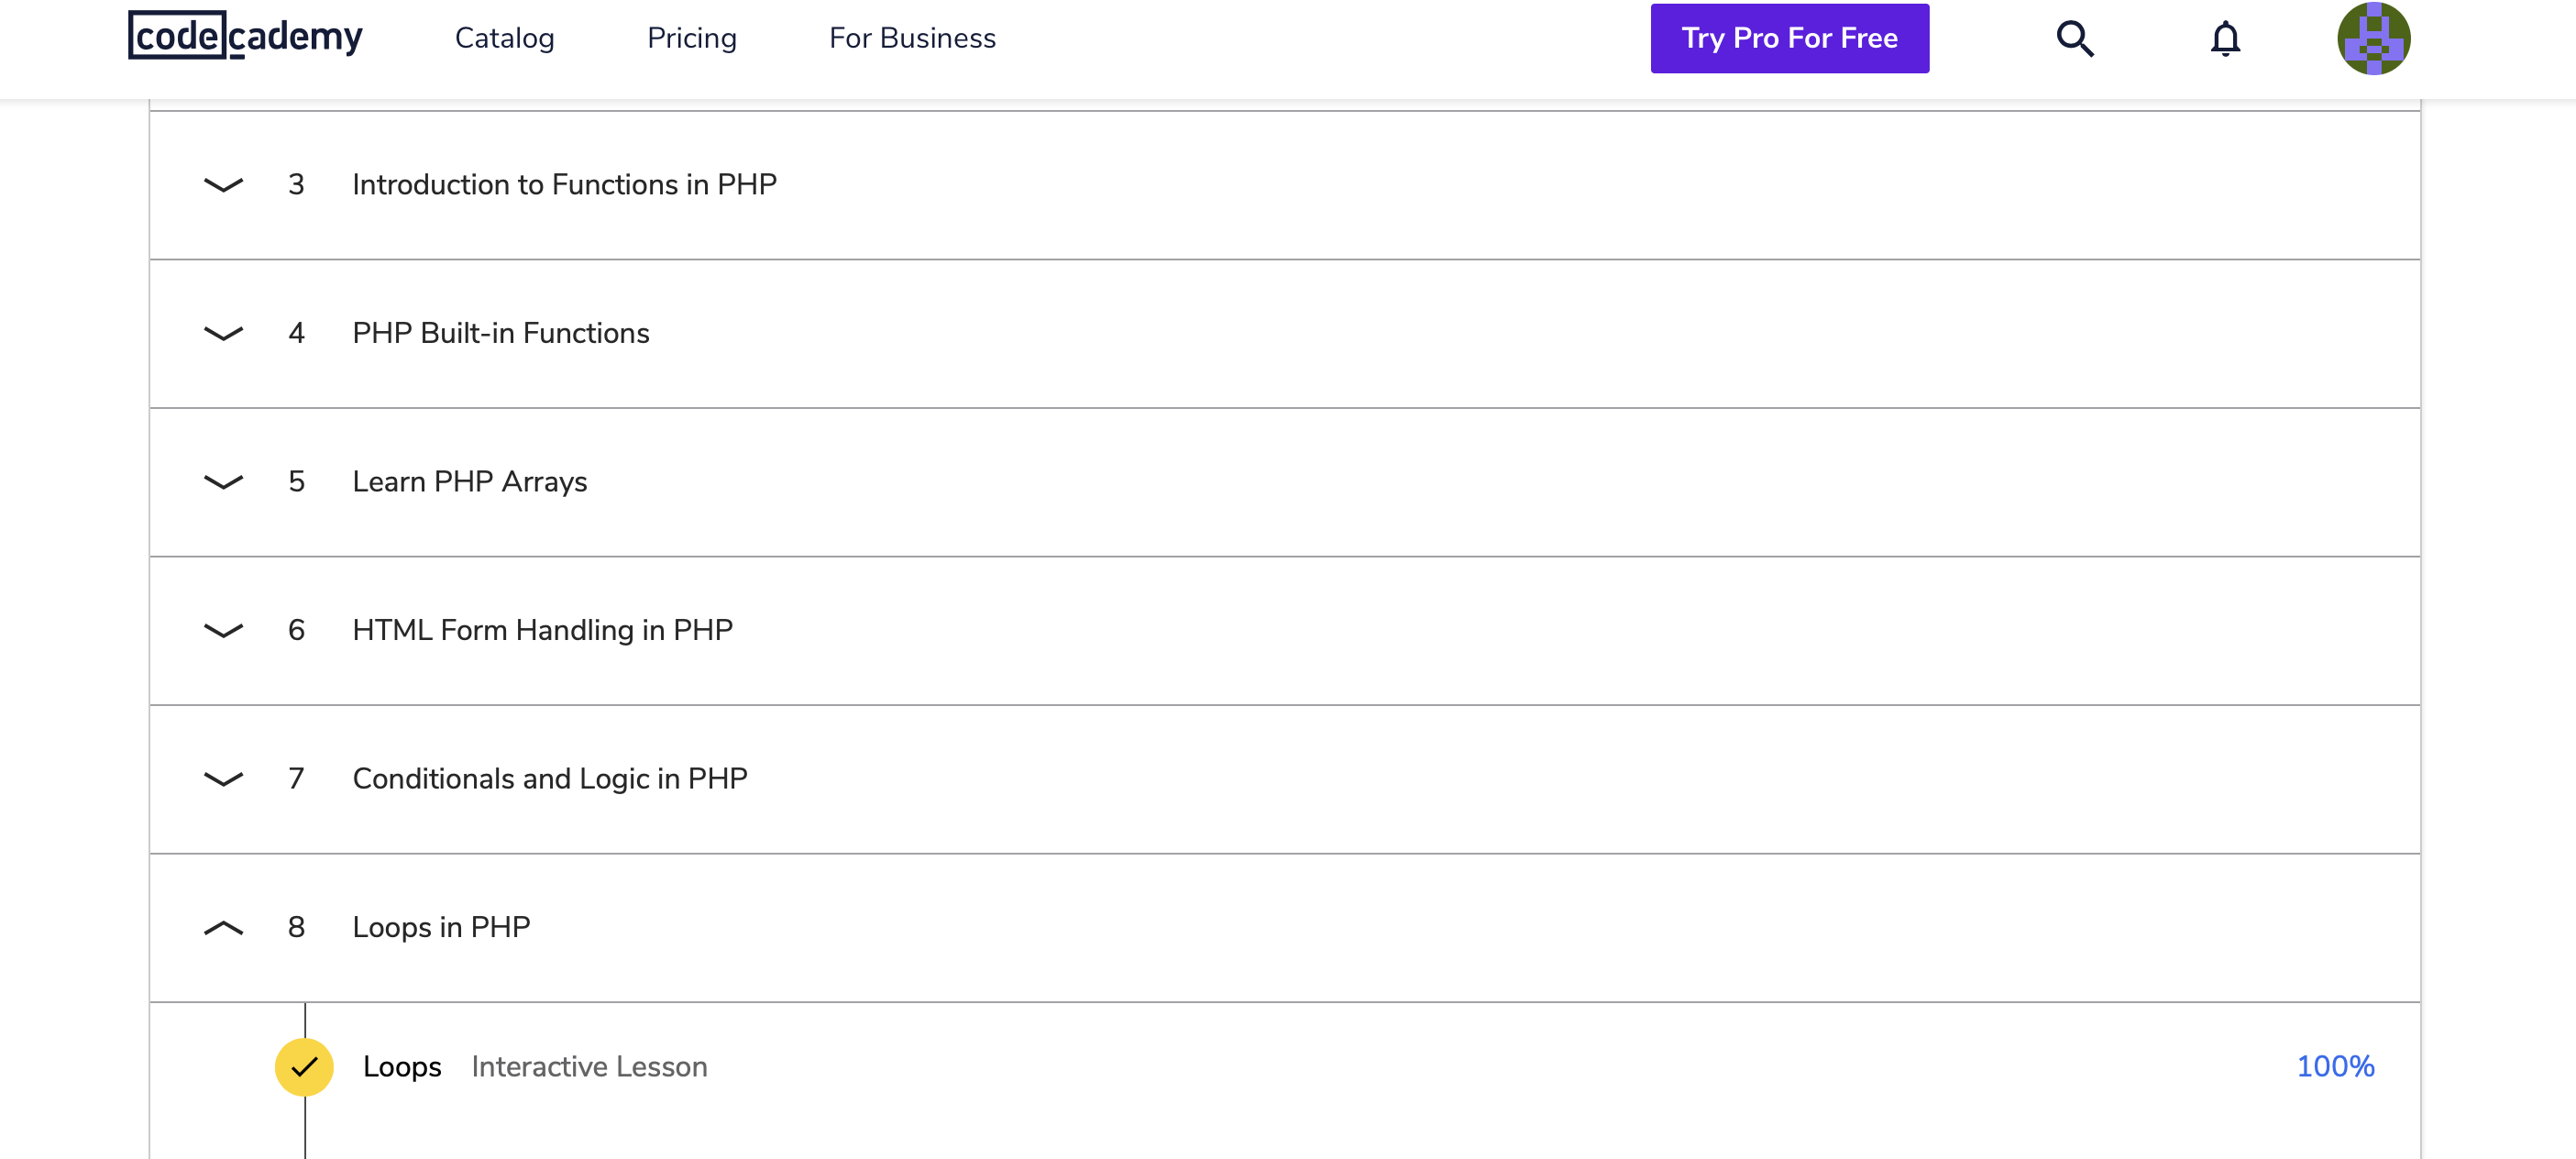 codecademy Catalog Pricing For Business Try Pro For Free
3 Introduction to Functions in PHP
4 PHP Built-in Functions
5 Learn PHP Arrays
6 HTML Form Handling in PHP
7 Conditionals and Logic in PHP
8 Loops in PHP
Loops Interactive Lesson 100%